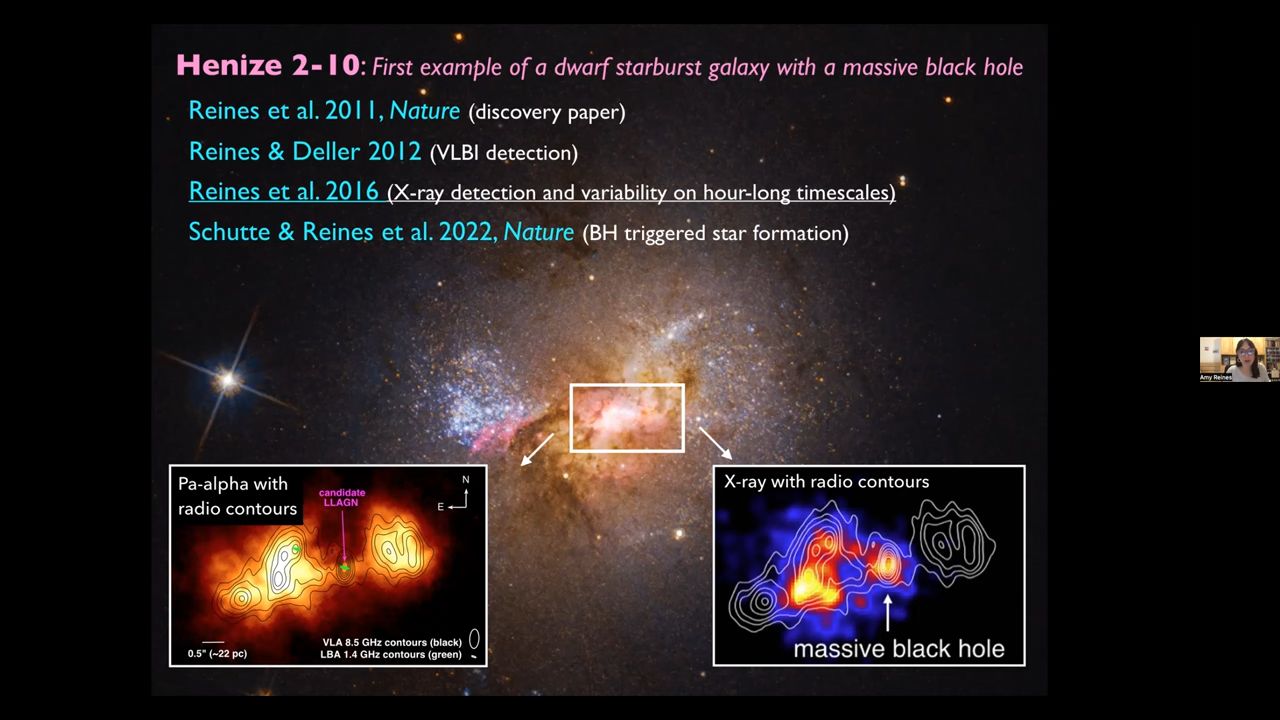 Henize 2-10: First example of a dwarf starburst galaxy with a massive black hole
Reines et al. 2011, Nature (discovery paper)
Reines & Deller 2012 (VLBI detection)
Reines et al. 2016 (X-ray detection and variability on hour-long timescales)
Schutte & Reines et al. 2022, Nature (BH triggered star formation)
Pa-alpha with
radio contours
candidate
LLAGN
N
E
0.5" (~22 pc)
VLA 8.5 GHz contours (black)
LBA 1.4 GHz contours (green)
X-ray with radio contours
massive black hole
Amy Reines